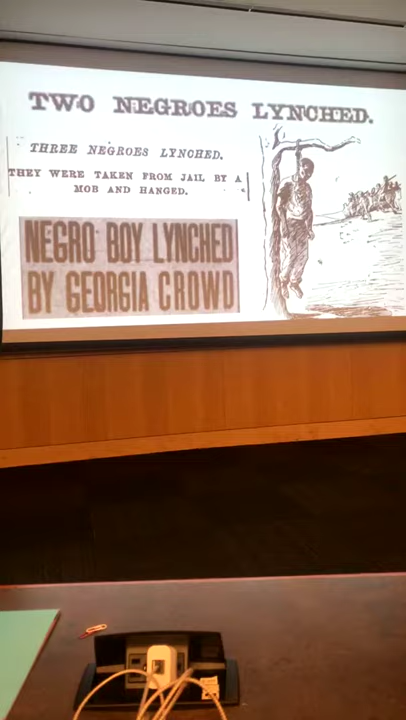 TWO NEGROES LYNCHED.
THREE NEGROES LYNCHED.
THEY WERE TAKEN FROM JAIL BY A
MOB AND HANGED.
NEGRO BOY LYNCHED
BY GEORGIA CROWD